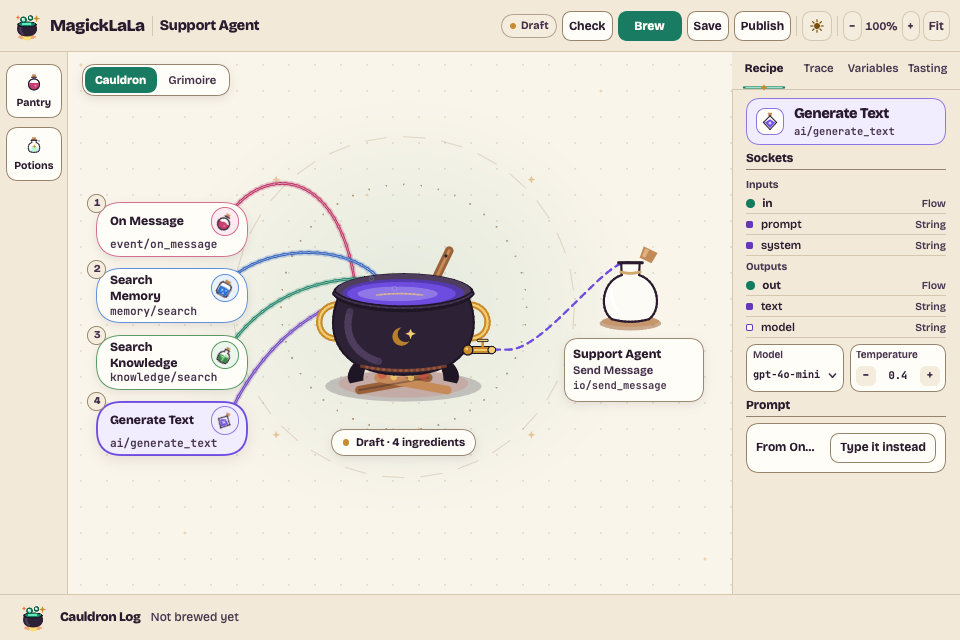 MagickLaLa
Support Agent
Draft
Check
Brew
Save
Publish
− 100% +
Fit
Pantry
Potions
Cauldron
Grimoire
1
On Message
event/on_message
2
Search
Memory
memory/search
3
Search
Knowledge
knowledge/search
4
Generate Text
ai/generate_text
Draft · 4 ingredients
Support Agent
Send Message
io/send_message
Recipe
Trace
Variables
Tasting
Generate Text
ai/generate_text
Sockets
Inputs
in Flow
prompt String
system String
Outputs
out Flow
text String
model String
Model
gpt-4o-mini
Temperature
− 0.4 +
Prompt
From On...
Type it instead
Cauldron Log
Not brewed yet